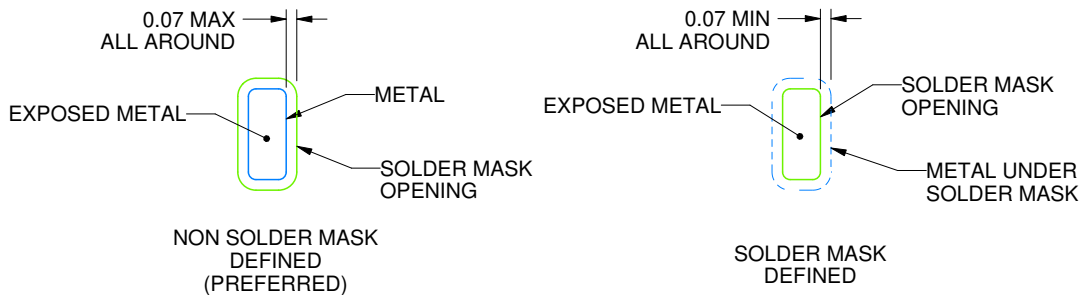 0.07 MAX
ALL AROUND
EXPOSED METAL
METAL
SOLDER MASK
OPENING
NON SOLDER MASK
DEFINED
(PREFERRED)
0.07 MIN
ALL AROUND
EXPOSED METAL
SOLDER MASK
OPENING
METAL UNDER
SOLDER MASK
SOLDER MASK
DEFINED